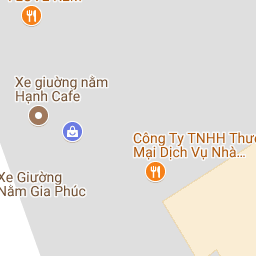 Xe giường nằm
Hạnh Cafe
Công Ty TNHH Thươ
Mại Dịch Vụ Nhà...
Xe Giường
Nằm Gia Phúc